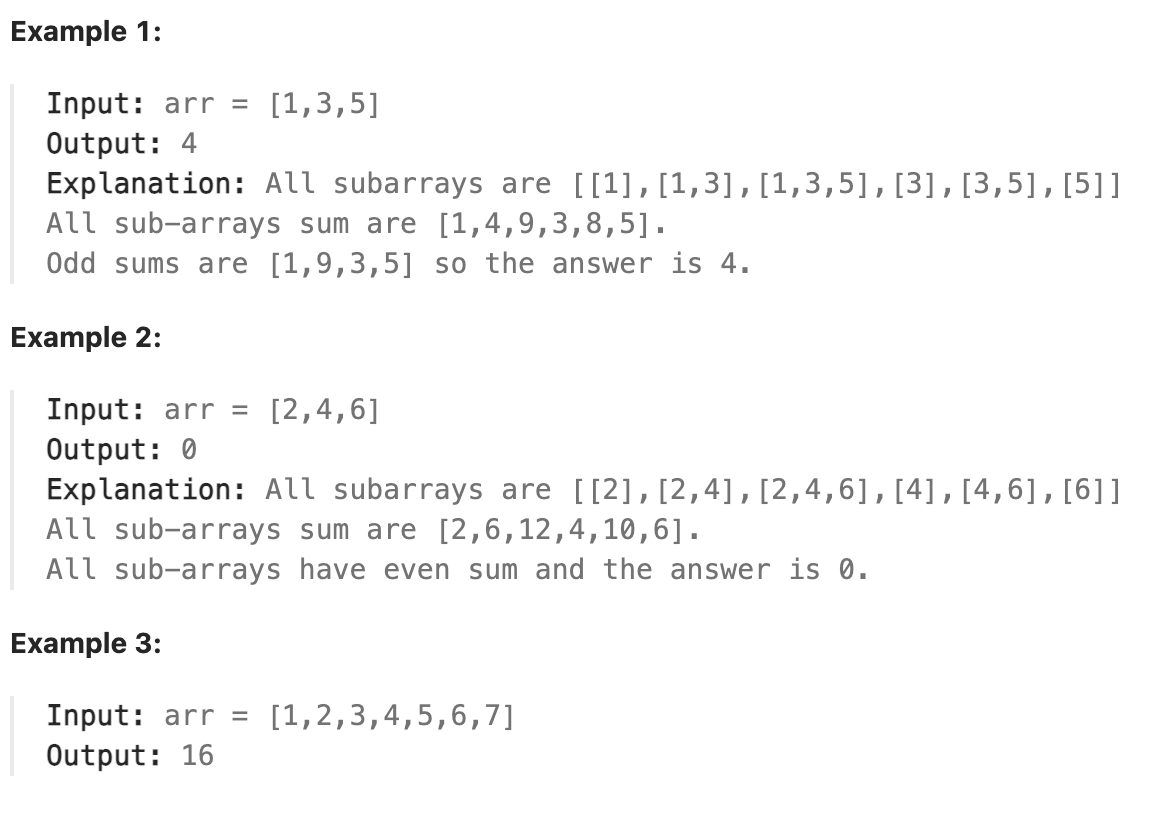 Example 1:
Input: arr = [1,3,5]
Output: 4
Explanation: All subarrays are [[1],[1,3],[1,3,5],[3],[3,5],[5]]
All sub-arrays sum are [1,4,9,3,8,5].
Odd sums are [1,9,3,5] so the answer is 4.
Example 2:
Input: arr = [2,4,6]
Output: 0
Explanation: All subarrays are [[2],[2,4],[2,4,6],[4],[4,6],[6]]
All sub-arrays sum are [2,6,12,4,10,6].
All sub-arrays have even sum and the answer is 0.
Example 3:
Input: arr = [1,2,3,4,5,6,7]
Output: 16